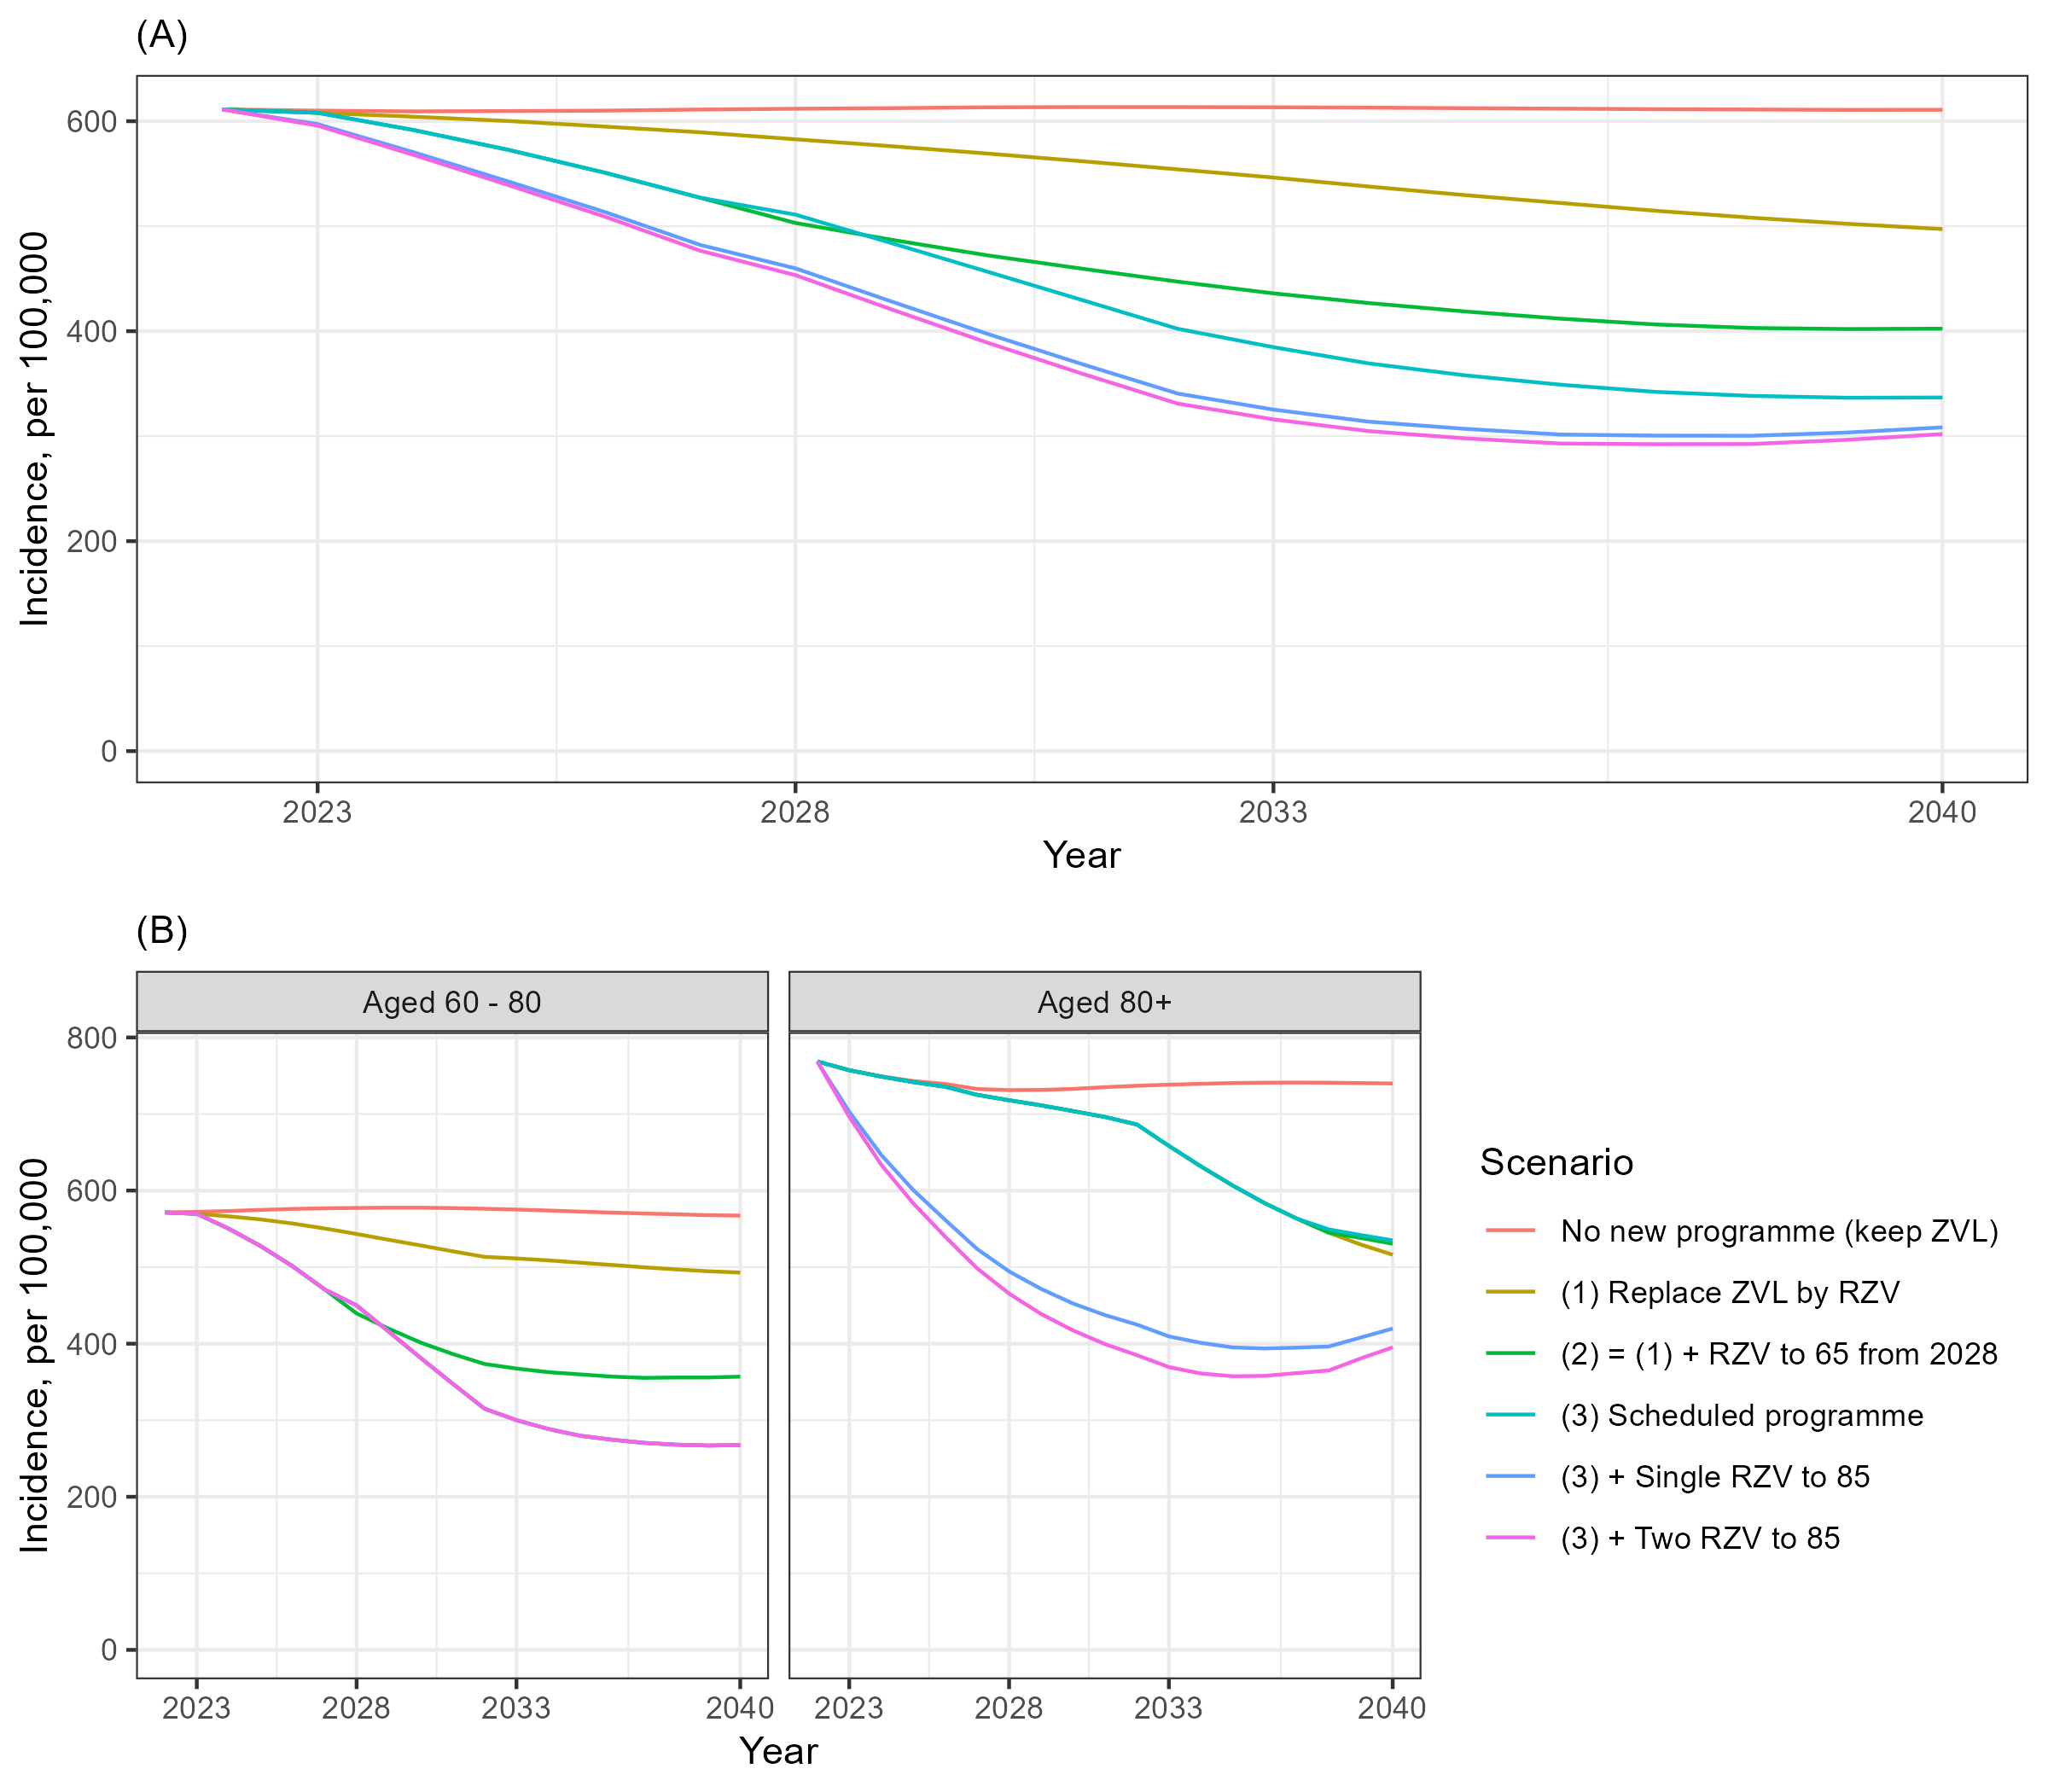 (A)
Incidence, per 100,000
600
400
200
0
2023 2028 2033 2040
Year
(B)
Aged 60 - 80 Aged 80+
Incidence, per 100,000
800
600
400
200
0
2023 2028 2033 2040 2023 2028 2033 2040
Year
Scenario
No new programme (keep ZVL)
(1) Replace ZVL by RZV
(2) = (1) + RZV to 65 from 2028
(3) Scheduled programme
(3) + Single RZV to 85
(3) + Two RZV to 85